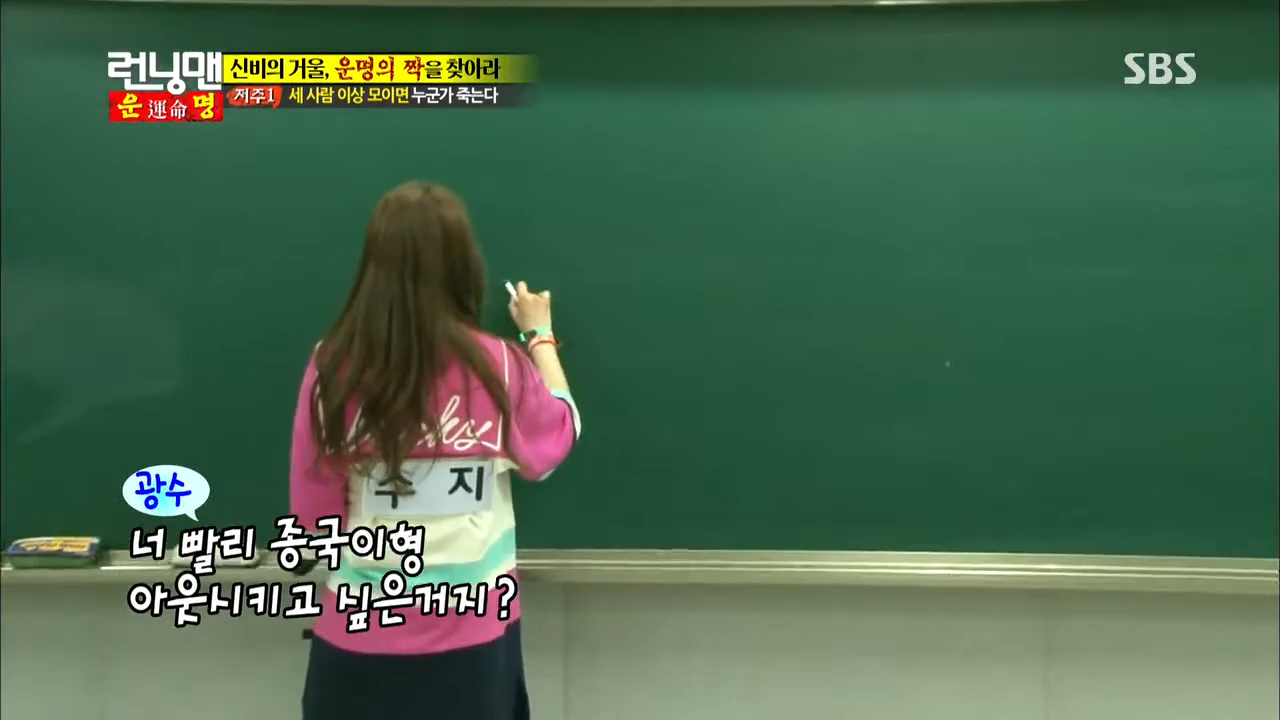 런닝맨
운 運命 명
신비의 거울, 운명의 짝을 찾아라
저주1 세 사람 이상 모이면 누군가 죽는다
SBS
지
광수
너 빨리 종국이형
아웃시키고 싶은거지?